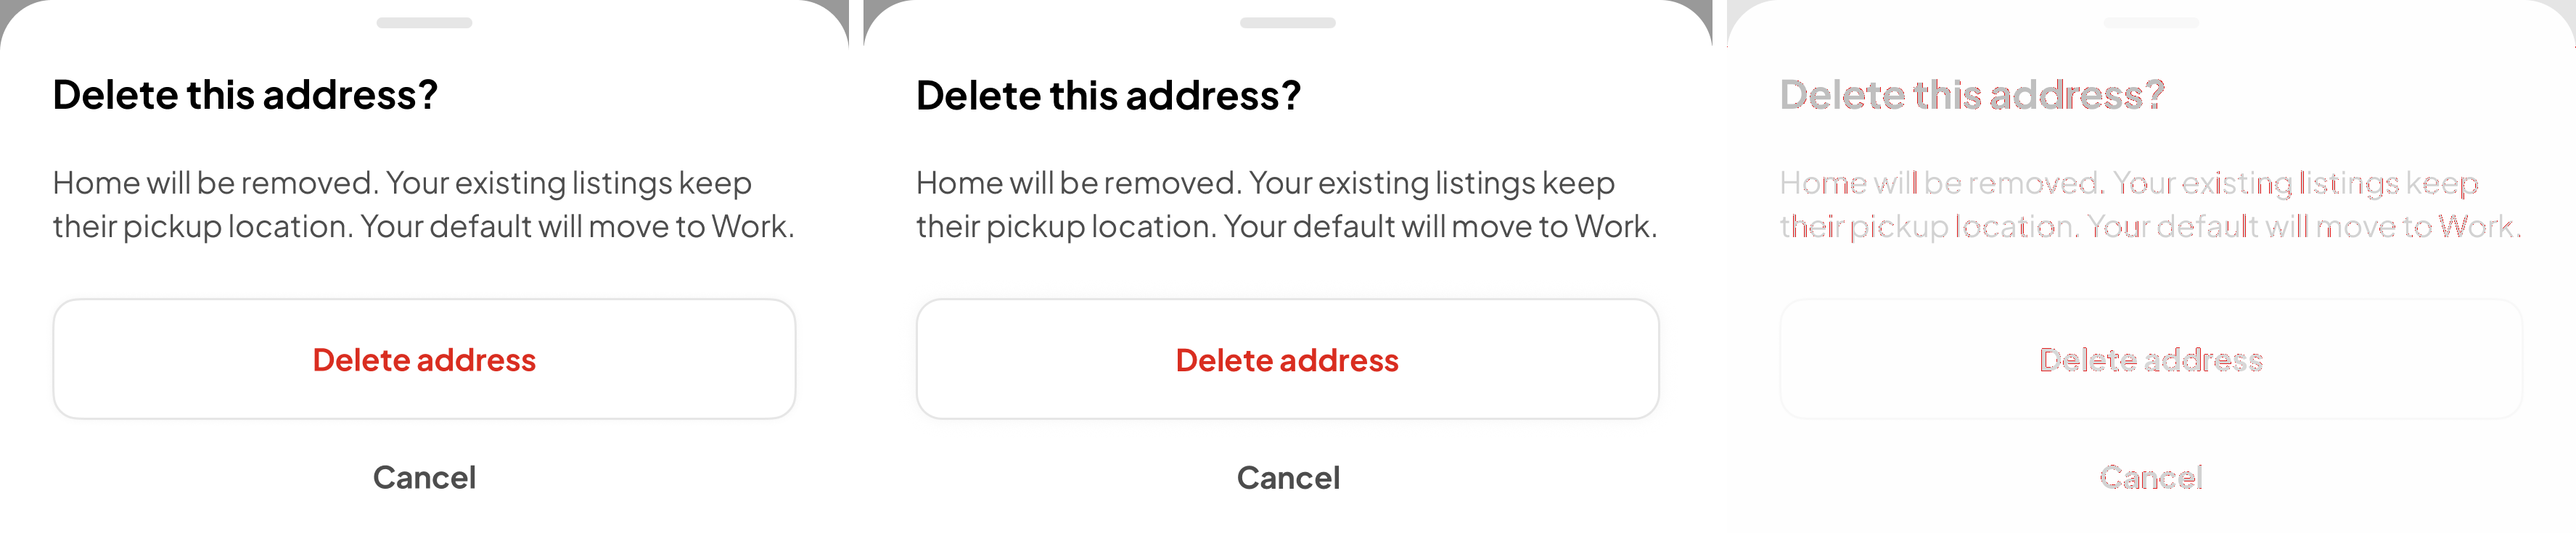 Delete this address?
Home will be removed. Your existing listings keep
their pickup location. Your default will move to Work.
Delete address
Cancel
Delete this address?
Home will be removed. Your existing listings keep
their pickup location. Your default will move to Work.
Delete address
Cancel
Delete this address?
Home will be removed. Your existing listings keep
their pickup location. Your default will move to Work.
Delete address
Cancel